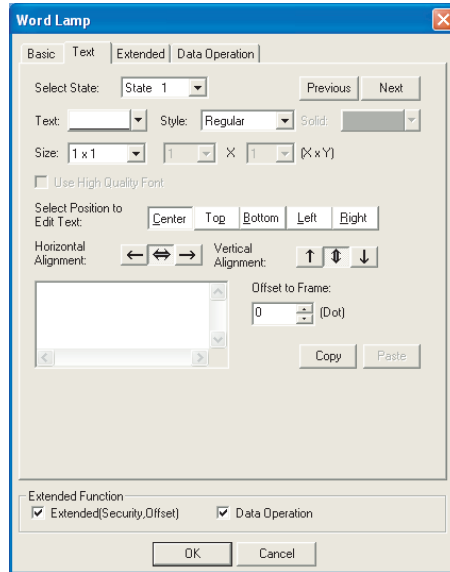 Word Lamp
Basic Text Extended Data Operation
Select State: State 1 Previous Next
Text: Style: Regular Solid:
Size: 1 x 1 1 X 1 (X x Y)
Use High Quality Font
Select Position to
Edit Text: Center Top Bottom Left Right
Horizontal
Alignment: Vertical
Alignment:
Offset to Frame:
0 (Dot)
Copy Paste
Extended Function
Extended(Security,Offset) Data Operation
OK Cancel